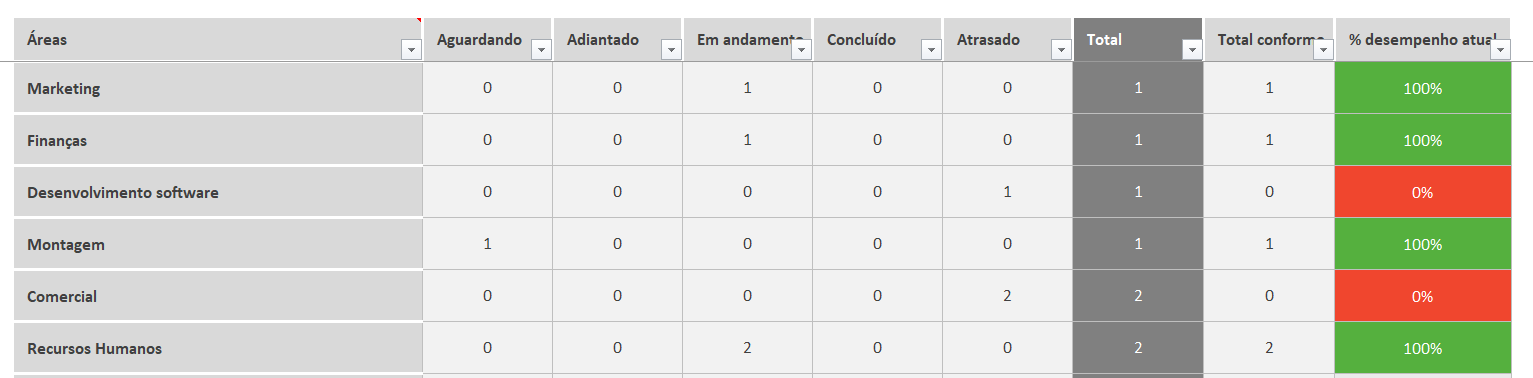 Áreas Aguardando Adiantado Em andamento Concluído Atrasado Total Total conforme % desempenho atual
Marketing 0 0 1 0 0 1 1 100%
Finanças 0 0 1 0 0 1 1 100%
Desenvolvimento software 0 0 0 0 1 1 0 0%
Montagem 1 0 0 0 0 1 1 100%
Comercial 0 0 0 0 2 2 0 0%
Recursos Humanos 0 0 2 0 0 2 2 100%